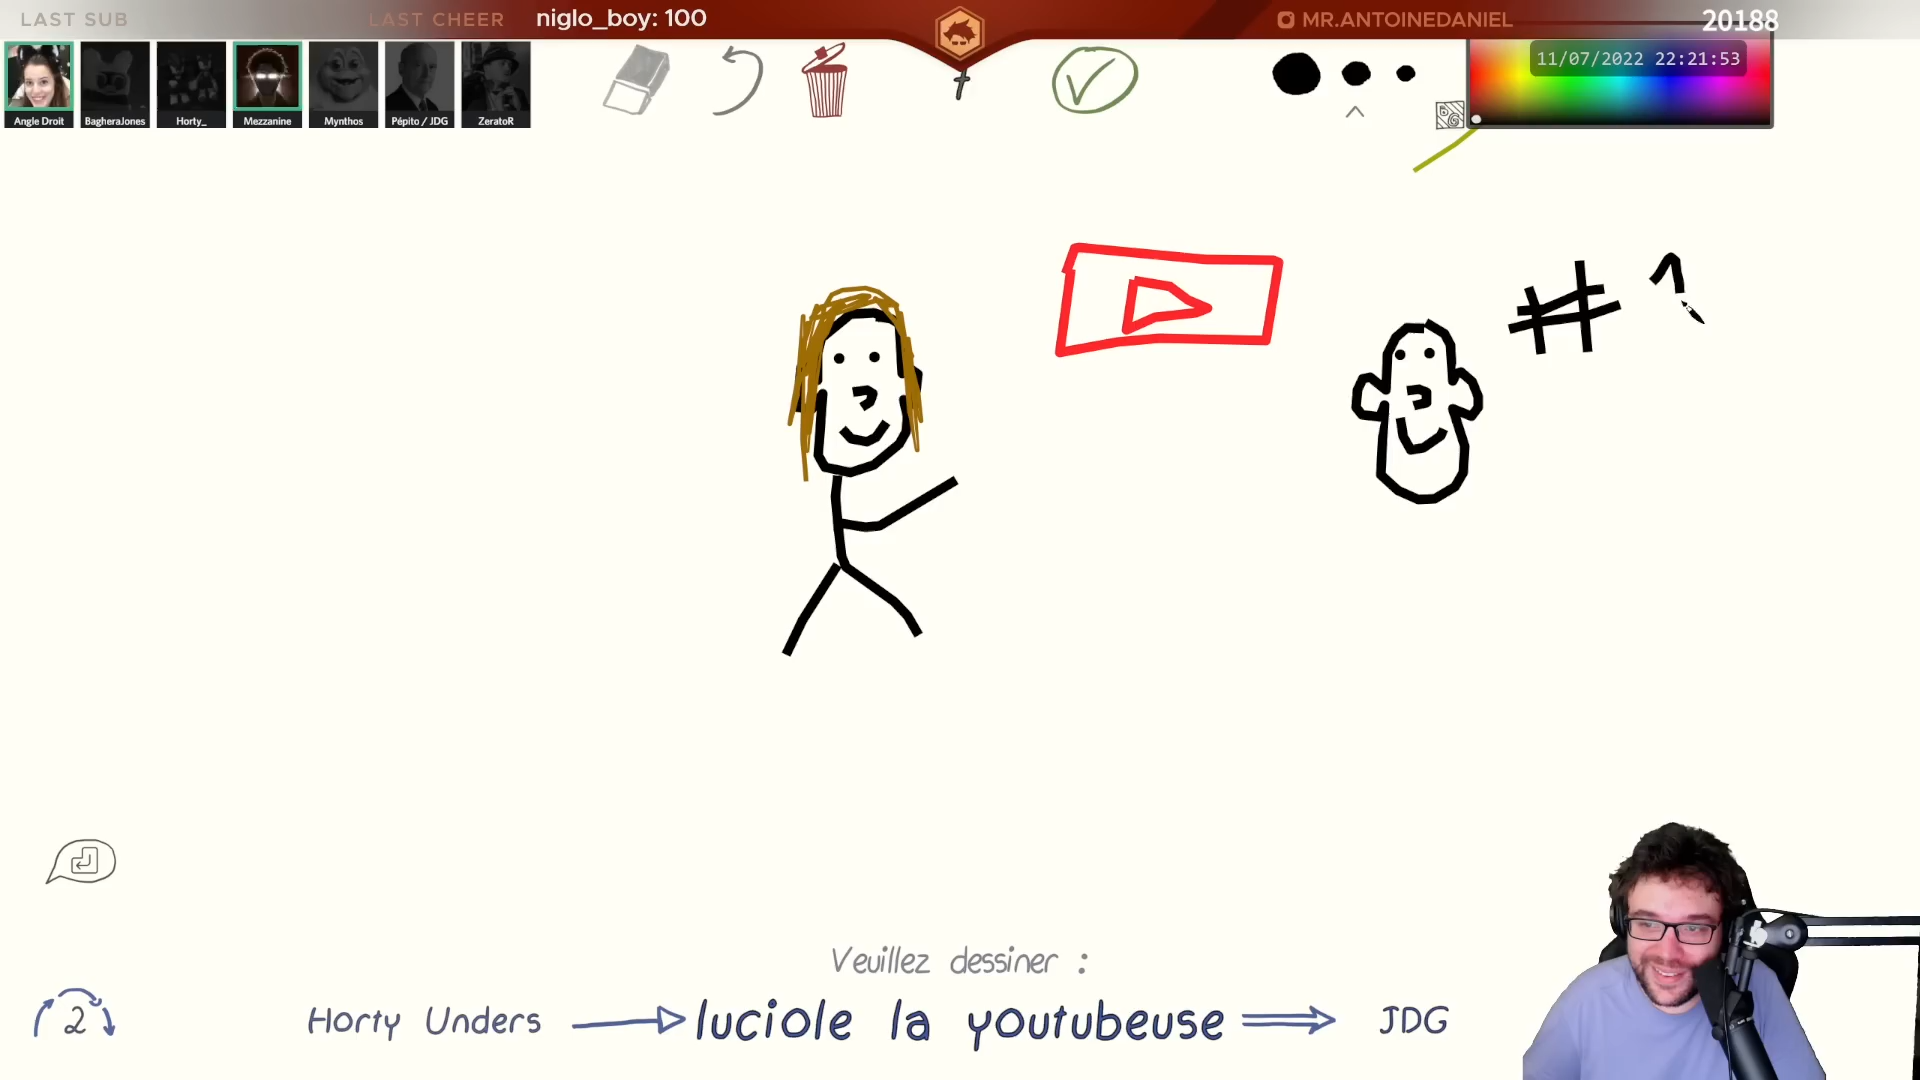 LAST SUB
LAST CHEER niglo_boy: 100
MR.ANTOINEDANIEL
20188
11/07/2022 22:21:53
Angle Droit
BagheraJones
Horty_
Mezzanine
Mynthos
Pépito / JDG
ZeratoR
Veuillez dessiner :
2
Horty Unders luciole la youtubeuse JDG